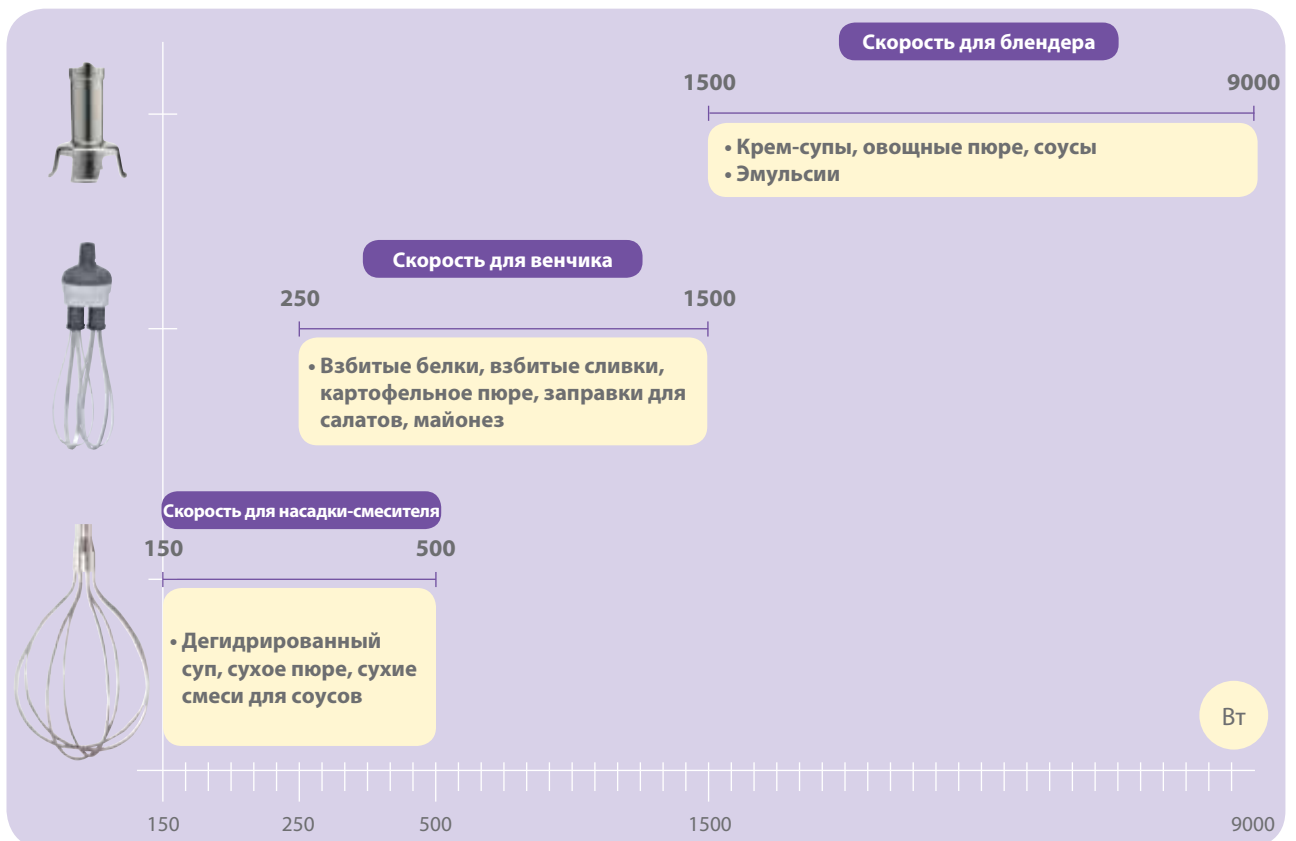 Скорость для блендера
1500 9000
• Крем-супы, овощные пюре, соусы
• Эмульсии
Скорость для венчика
250 1500
• Взбитые белки, взбитые сливки,
картофельное пюре, заправки для
салатов, майонез
Скорость для насадки-смесителя
150 500
• Дегидрированный
суп, сухое пюре, сухие
смеси для соусов
Вт
150 250 500 1500 9000